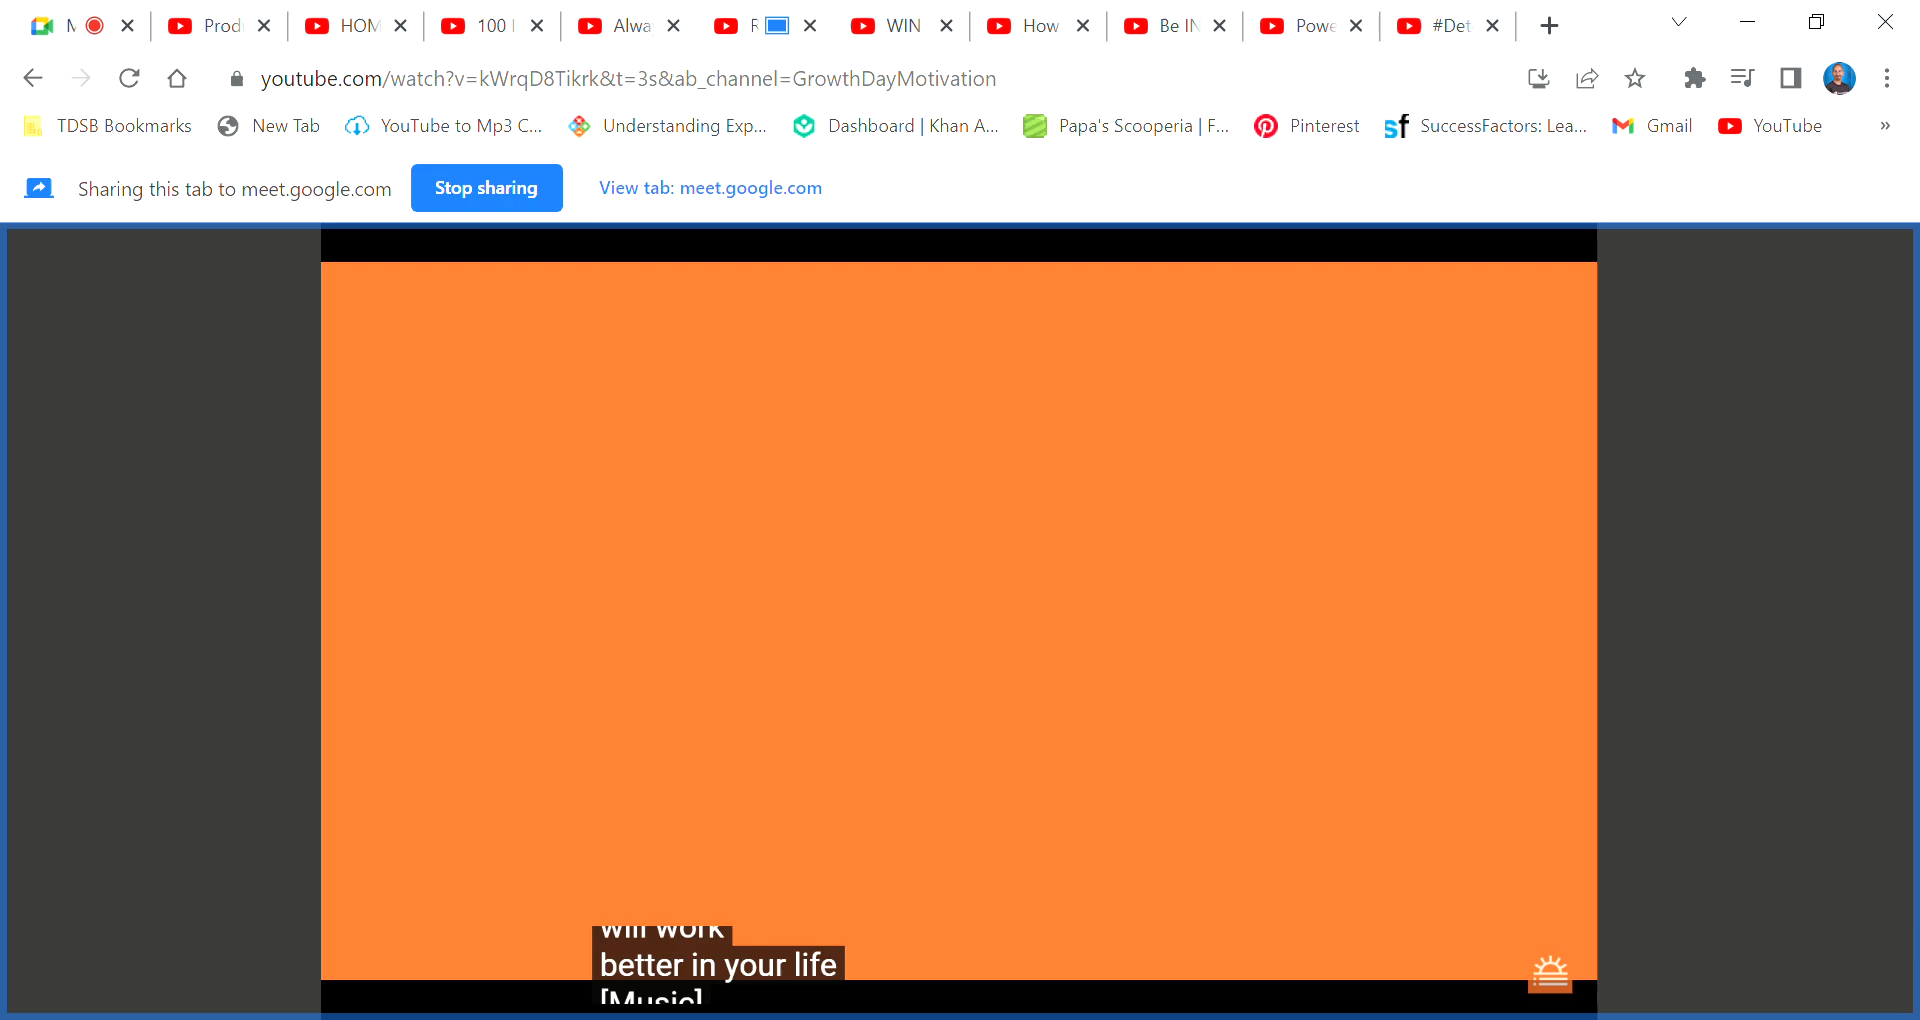 M Prod HOM 100 Alwa R WIN How Be IN Powe #Det
youtube.com/watch?v=kWrqD8Tikrk&t=3s&ab_channel=GrowthDayMotivation
TDSB Bookmarks New Tab YouTube to Mp3 C... Understanding Exp... Dashboard | Khan A... Papa's Scooperia | F... Pinterest SuccessFactors: Lea... Gmail YouTube »
Sharing this tab to meet.google.com Stop sharing View tab: meet.google.com
will work
better in your life
[Music]